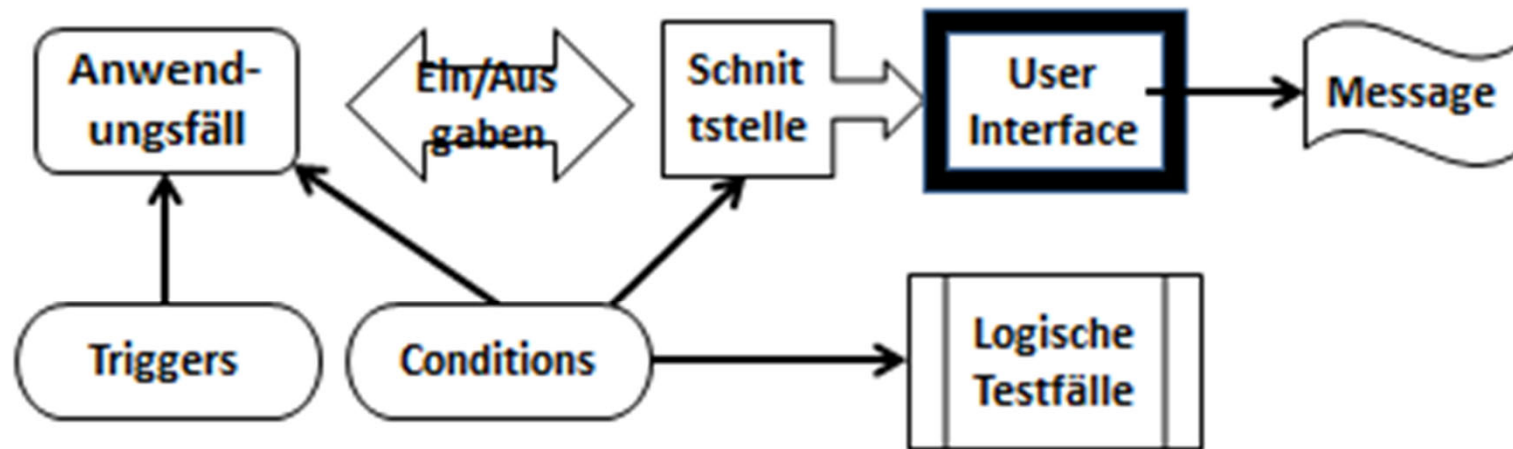 Anwend-
ungsfäll
Ein/Aus
gaben
Schnit
tstelle
User
Interface
Message
Triggers
Conditions
Logische
Testfälle